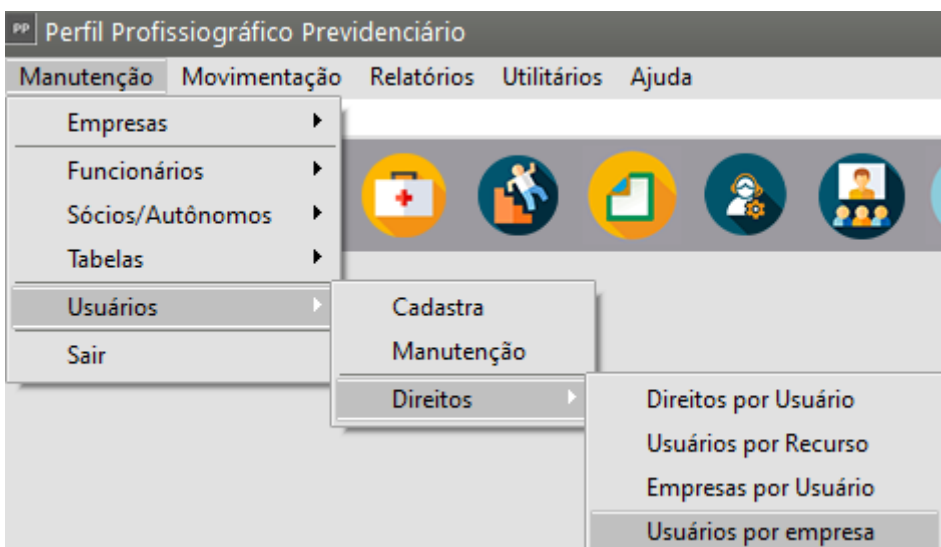 PP Perfil Profissiográfico Previdenciário
Manutenção Movimentação Relatórios Utilitários Ajuda
Empresas
Funcionários
Sócios/Autônomos
Tabelas
Usuários
Sair
Cadastra
Manutenção
Direitos
Direitos por Usuário
Usuários por Recurso
Empresas por Usuário
Usuários por empresa